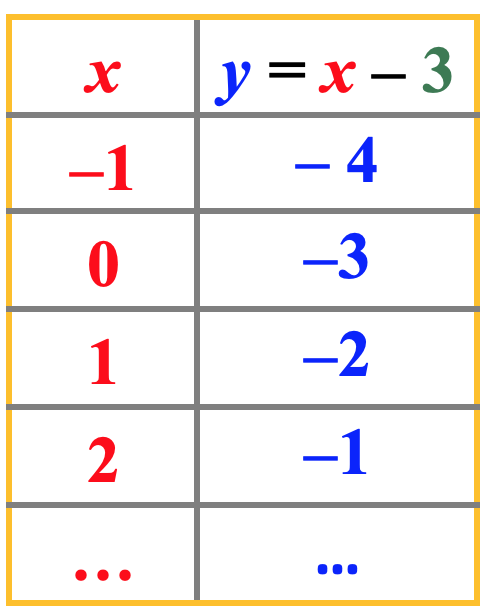 x y = x – 3
–1 – 4
0 –3
1 –2
2 –1
... ...